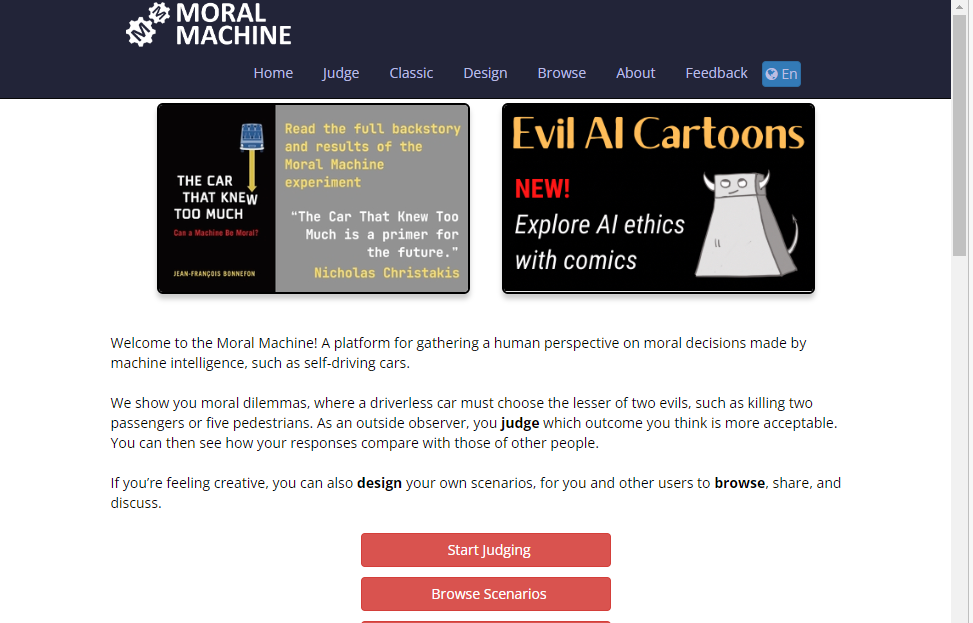 MORAL
MACHINE
Home Judge Classic Design Browse About Feedback En
THE CAR
THAT KNEW
TOO MUCH
Can a Machine Be Moral?
JEAN-FRANÇOIS BONNEFON
Read the full backstory
and results of the
Moral Machine
experiment
“The Car That Knew Too
Much is a primer for
the future.”
Nicholas Christakis
Evil AI Cartoons
NEW!
Explore AI ethics
with comics
Welcome to the Moral Machine! A platform for gathering a human perspective on moral decisions made by
machine intelligence, such as self-driving cars.
We show you moral dilemmas, where a driverless car must choose the lesser of two evils, such as killing two
passengers or five pedestrians. As an outside observer, you judge which outcome you think is more acceptable.
You can then see how your responses compare with those of other people.
If you’re feeling creative, you can also design your own scenarios, for you and other users to browse, share, and
discuss.
Start Judging
Browse Scenarios